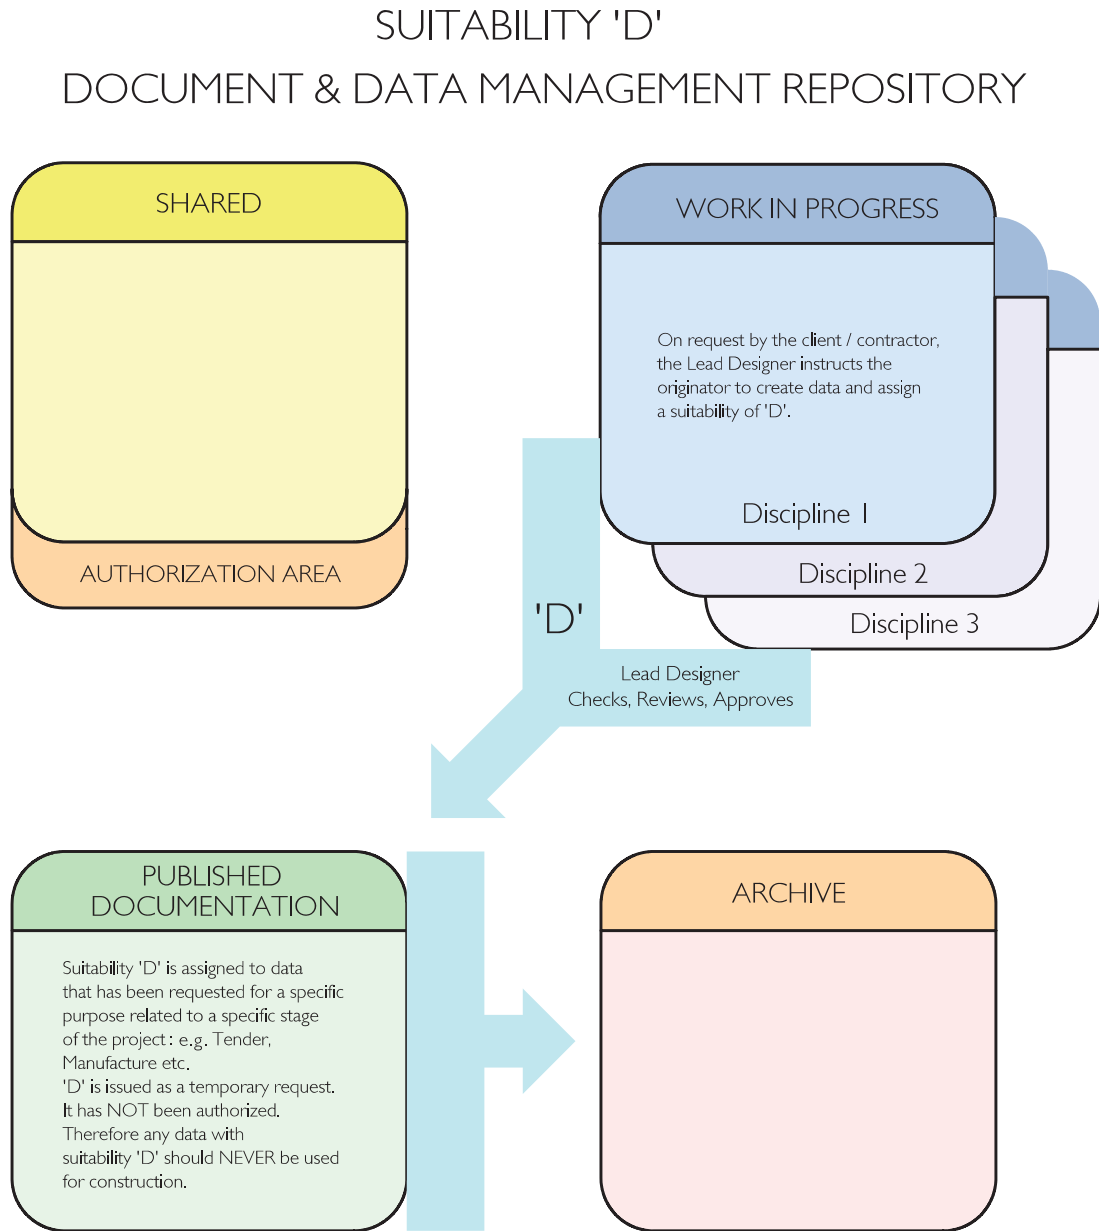 SUITABILITY 'D'
DOCUMENT & DATA MANAGEMENT REPOSITORY
SHARED
AUTHORIZATION AREA
WORK IN PROGRESS
On request by the client / contractor,
the Lead Designer instructs the
originator to create data and assign
a suitability of 'D'.
Discipline 1
Discipline 2
Discipline 3
'D'
Lead Designer
Checks, Reviews, Approves
PUBLISHED
DOCUMENTATION
Suitability 'D' is assigned to data
that has been requested for a specific
purpose related to a specific stage
of the project: e.g. Tender,
Manufacture etc.
'D' is issued as a temporary request.
It has NOT been authorized.
Therefore any data with
suitability 'D' should NEVER be used
for construction.
ARCHIVE